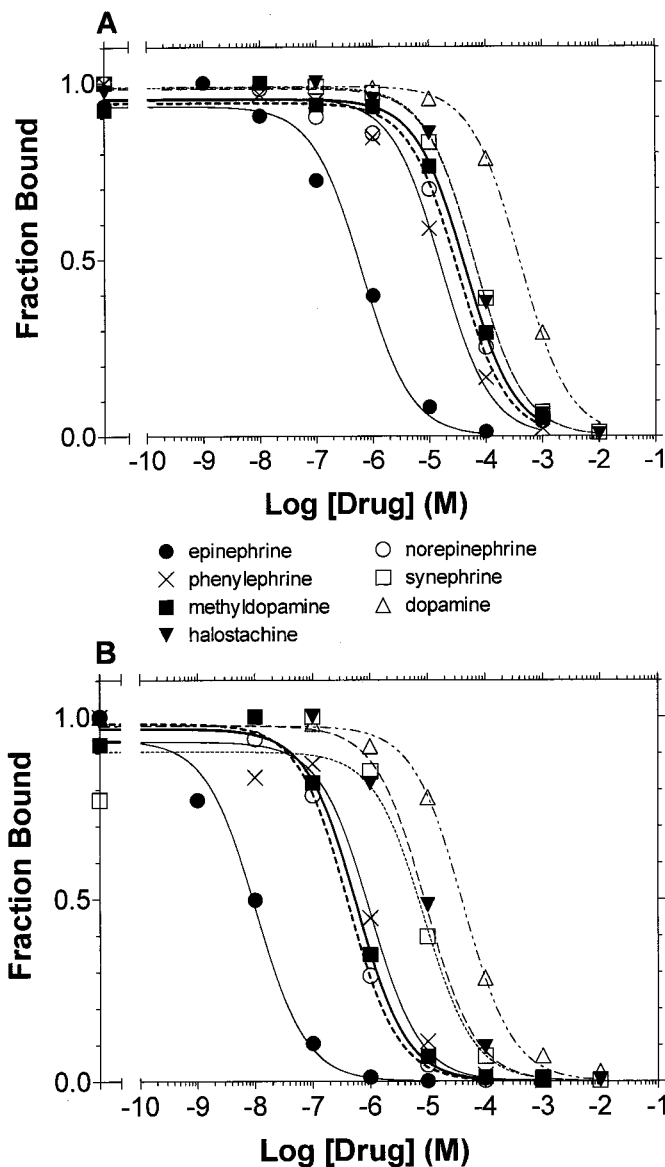 A
Fraction Bound
1.0
0.5
0.0
-10 -9 -8 -7 -6 -5 -4 -3 -2 -1
Log [Drug] (M)
epinephrine
norepinephrine
phenylephrine
synephrine
methyldopamine
dopamine
halostachine
B
Fraction Bound
1.0
0.5
0.0
-10 -9 -8 -7 -6 -5 -4 -3 -2 -1
Log [Drug] (M)